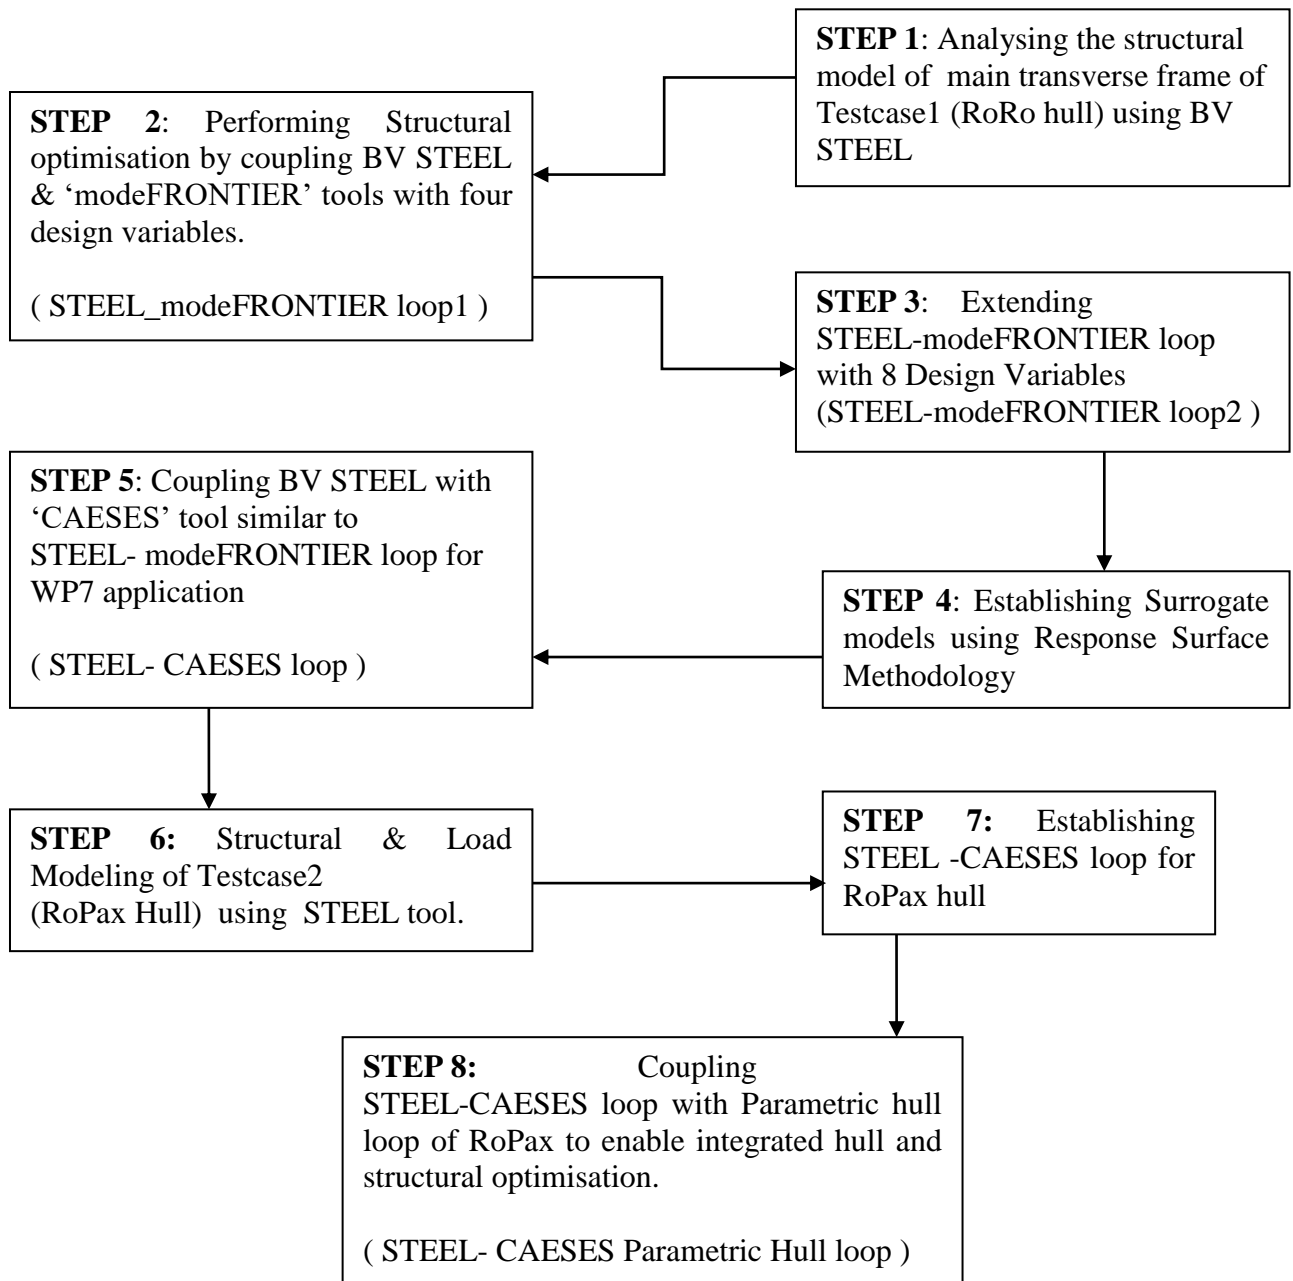 STEP 1: Analysing the structural
model of main transverse frame of
Testcase1 (RoRo hull) using BV
STEEL
STEP 2: Performing Structural
optimisation by coupling BV STEEL
& ‘modeFRONTIER’ tools with four
design variables.
( STEEL_modeFRONTIER loop1 )
STEP 3: Extending
STEEL-modeFRONTIER loop
with 8 Design Variables
(STEEL-modeFRONTIER loop2 )
STEP 4: Establishing Surrogate
models using Response Surface
Methodology
STEP 5: Coupling BV STEEL with
‘CAESES’ tool similar to
STEEL- modeFRONTIER loop for
WP7 application
( STEEL- CAESES loop )
STEP 6: Structural & Load
Modeling of Testcase2
(RoPax Hull) using STEEL tool.
STEP 7: Establishing
STEEL -CAESES loop for
RoPax hull
STEP 8: Coupling
STEEL-CAESES loop with Parametric hull
loop of RoPax to enable integrated hull and
structural optimisation.
( STEEL- CAESES Parametric Hull loop )